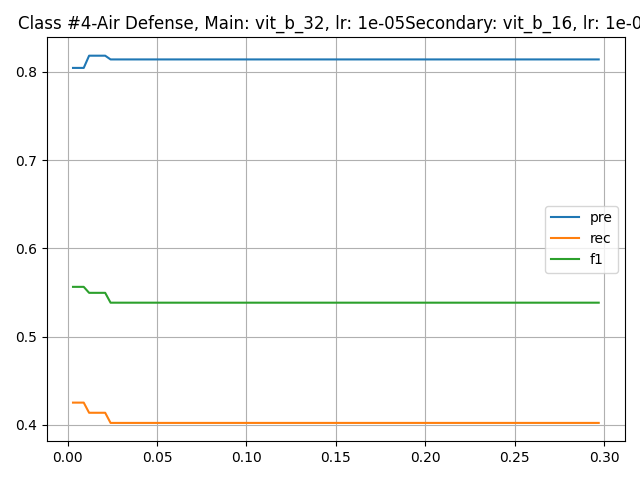 Class #4-Air Defense, Main: vit_b_32, lr: 1e-05Secondary: vit_b_16, lr: 1e-0
0.8
0.7
0.6
0.5
0.4
pre
rec
f1
0.00 0.05 0.10 0.15 0.20 0.25 0.30